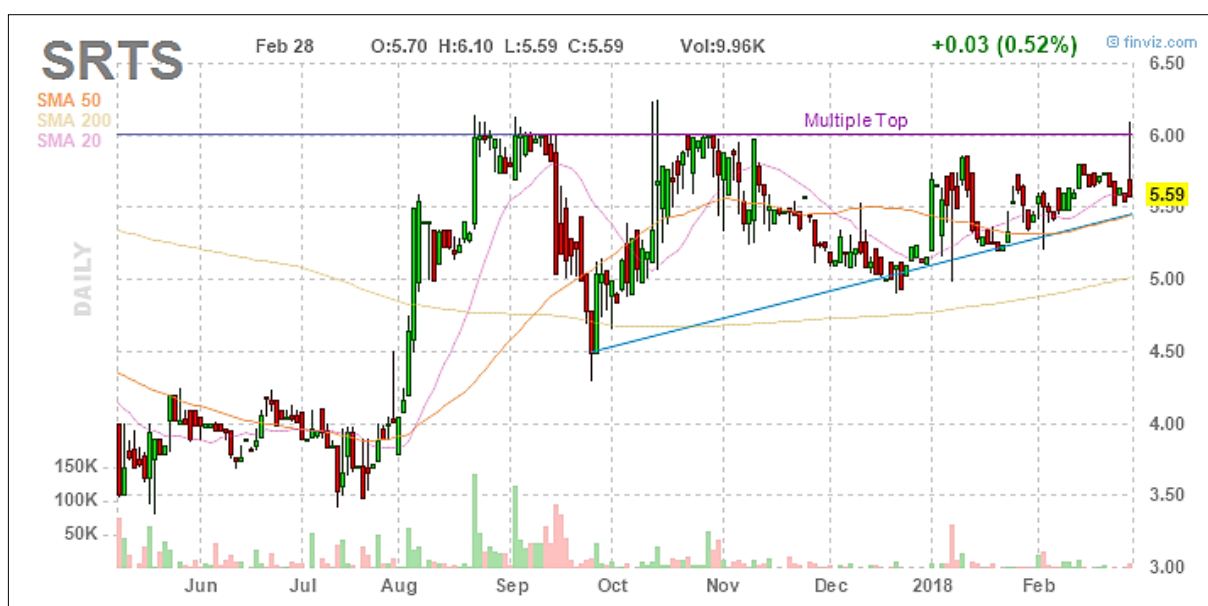 SRTS
Feb 28 O:5.70 H:6.10 L:5.59 C:5.59 Vol:9.96K +0.03 (0.52%) © finviz.com
SMA 50
SMA 200
SMA 20
Multiple Top
DAILY
6.50
6.00
5.59
5.50
5.00
4.50
4.00
3.50
3.00
150K
100K
50K
Jun Jul Aug Sep Oct Nov Dec 2018 Feb